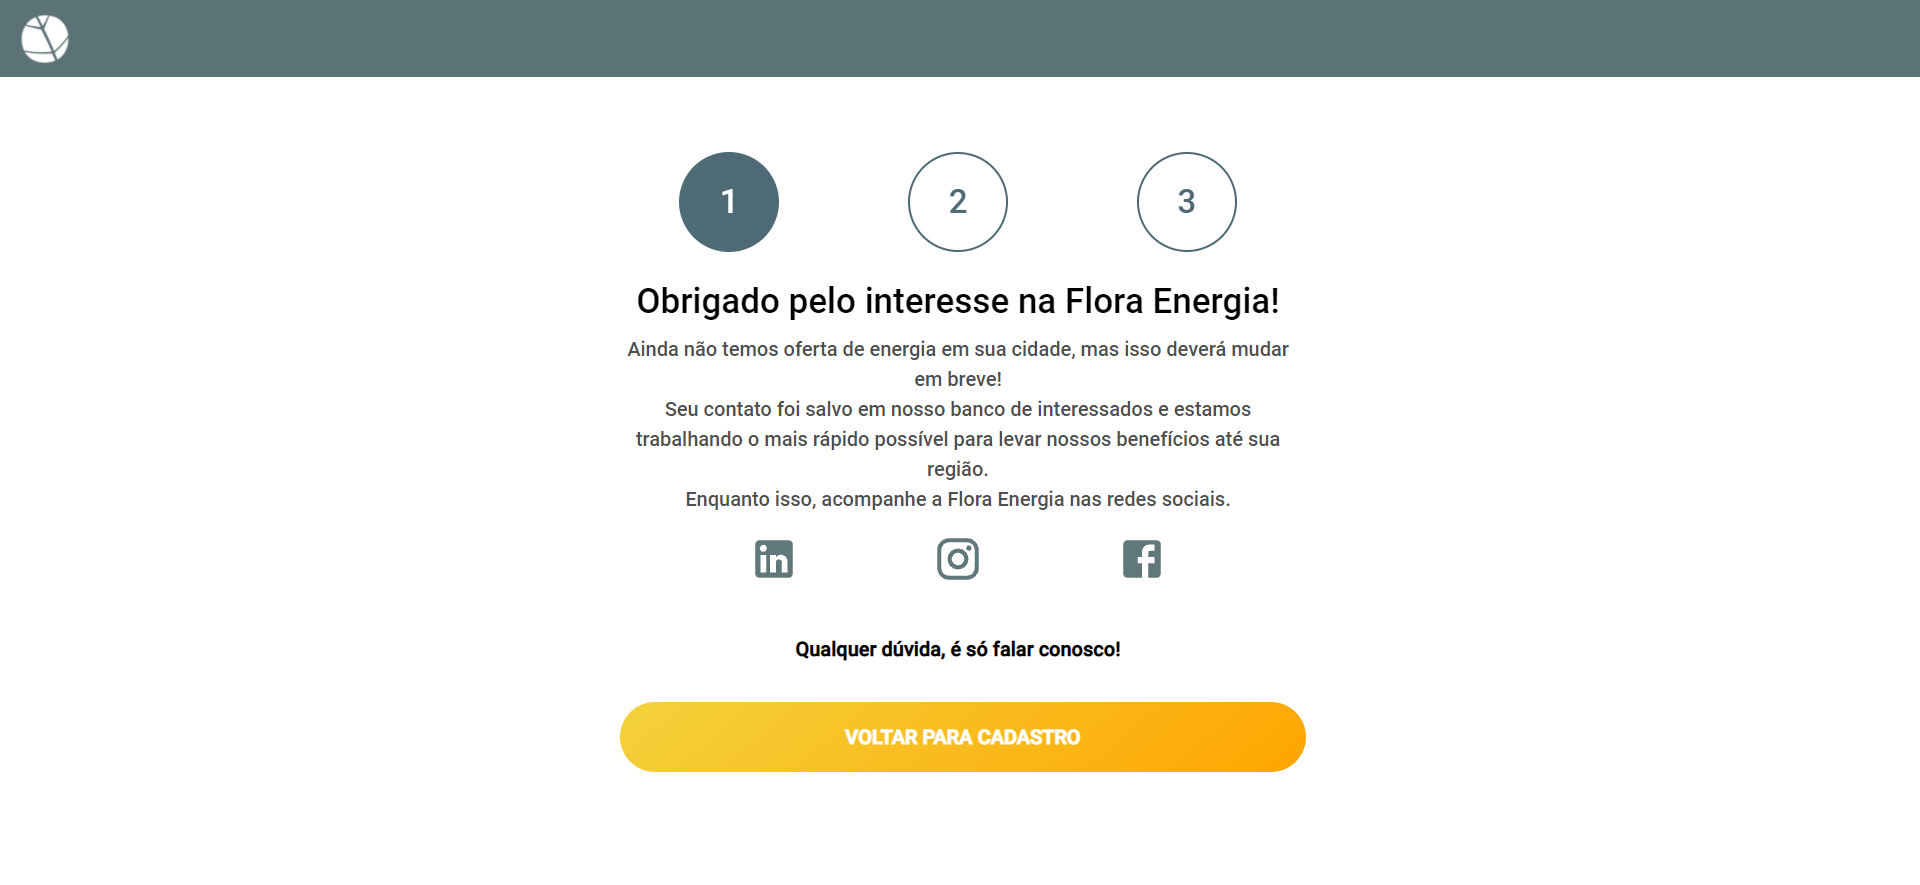 1 2 3
Obrigado pelo interesse na Flora Energia!
Ainda não temos oferta de energia em sua cidade, mas isso deverá mudar
em breve!
Seu contato foi salvo em nosso banco de interessados e estamos
trabalhando o mais rápido possível para levar nossos benefícios até sua
região.
Enquanto isso, acompanhe a Flora Energia nas redes sociais.
in
Qualquer dúvida, é só falar conosco!
VOLTAR PARA CADASTRO